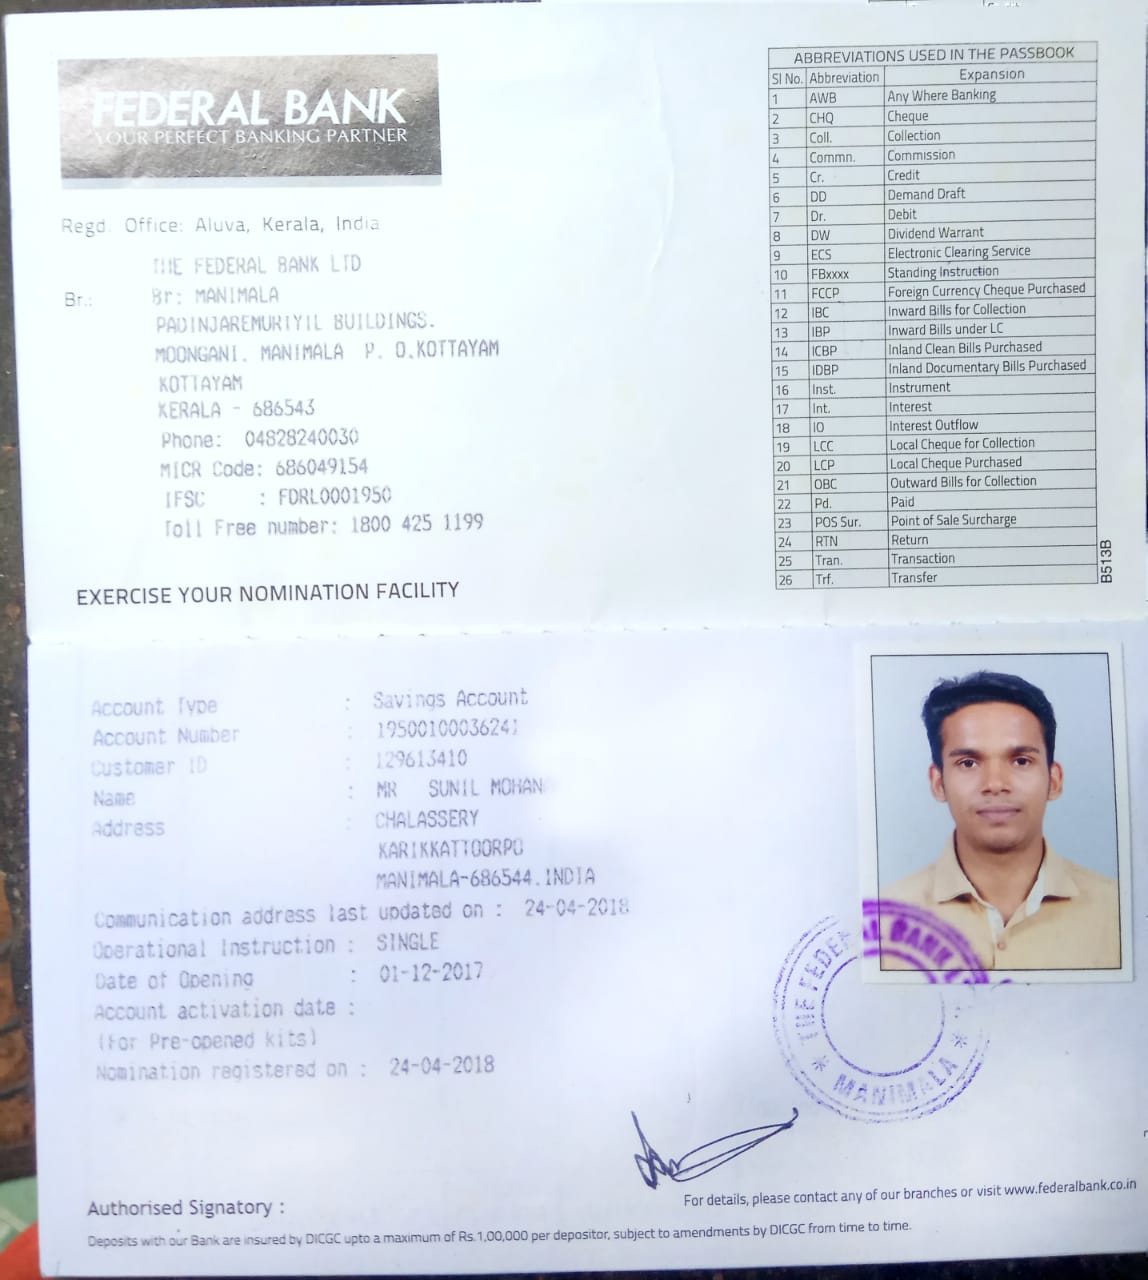 FEDERAL BANK
YOUR PERFECT BANKING PARTNER
Regd. Office: Aluva, Kerala, India
THE FEDERAL BANK LTD
Br.: Br: MANIMALA
PADINJAREMURIYIL BUILDINGS.
MOONGANI. MANIMALA P. O.KOTTAYAM
KOTTAYAM
KERALA - 686543
Phone: 04828240030
MICR Code: 686049154
IFSC : FDRL0001950
Toll Free number: 1800 425 1199
EXERCISE YOUR NOMINATION FACILITY
ABBREVIATIONS USED IN THE PASSBOOK
Sl No. Abbreviation Expansion
1 AWB Any Where Banking
2 CHQ Cheque
3 Coll. Collection
4 Commn. Commission
5 Cr. Credit
6 DD Demand Draft
7 Dr. Debit
8 DW Dividend Warrant
9 ECS Electronic Clearing Service
10 FBxxxx Standing Instruction
11 FCCP Foreign Currency Cheque Purchased
12 IBC Inward Bills for Collection
13 IBP Inward Bills under LC
14 ICBP Inland Clean Bills Purchased
15 IDBP Inland Documentary Bills Purchased
16 Inst. Instrument
17 Int. Interest
18 IO Interest Outflow
19 LCC Local Cheque for Collection
20 LCP Local Cheque Purchased
21 OBC Outward Bills for Collection
22 Pd. Paid
23 POS Sur. Point of Sale Surcharge
24 RTN Return
25 Tran. Transaction
26 Trf. Transfer
B513B
Account Type : Savings Account
Account Number : 19500100036241
Customer ID : 129613410
Name : MR SUNIL MOHAN
Address : CHALASSERY
KARIKKATTOORPO
MANIMALA-686544.INDIA
Communication address last updated on : 24-04-2018
Operational Instruction : SINGLE
Date of Opening : 01-12-2017
Account activation date :
(For Pre-opened kits)
Nomination registered on : 24-04-2018
THE FEDERAL BANK
* MANIMALA *
Authorised Signatory :
For details, please contact any of our branches or visit www.federalbank.co.in
Deposits with our Bank are insured by DICGC upto a maximum of Rs.1,00,000 per depositor, subject to amendments by DICGC from time to time.